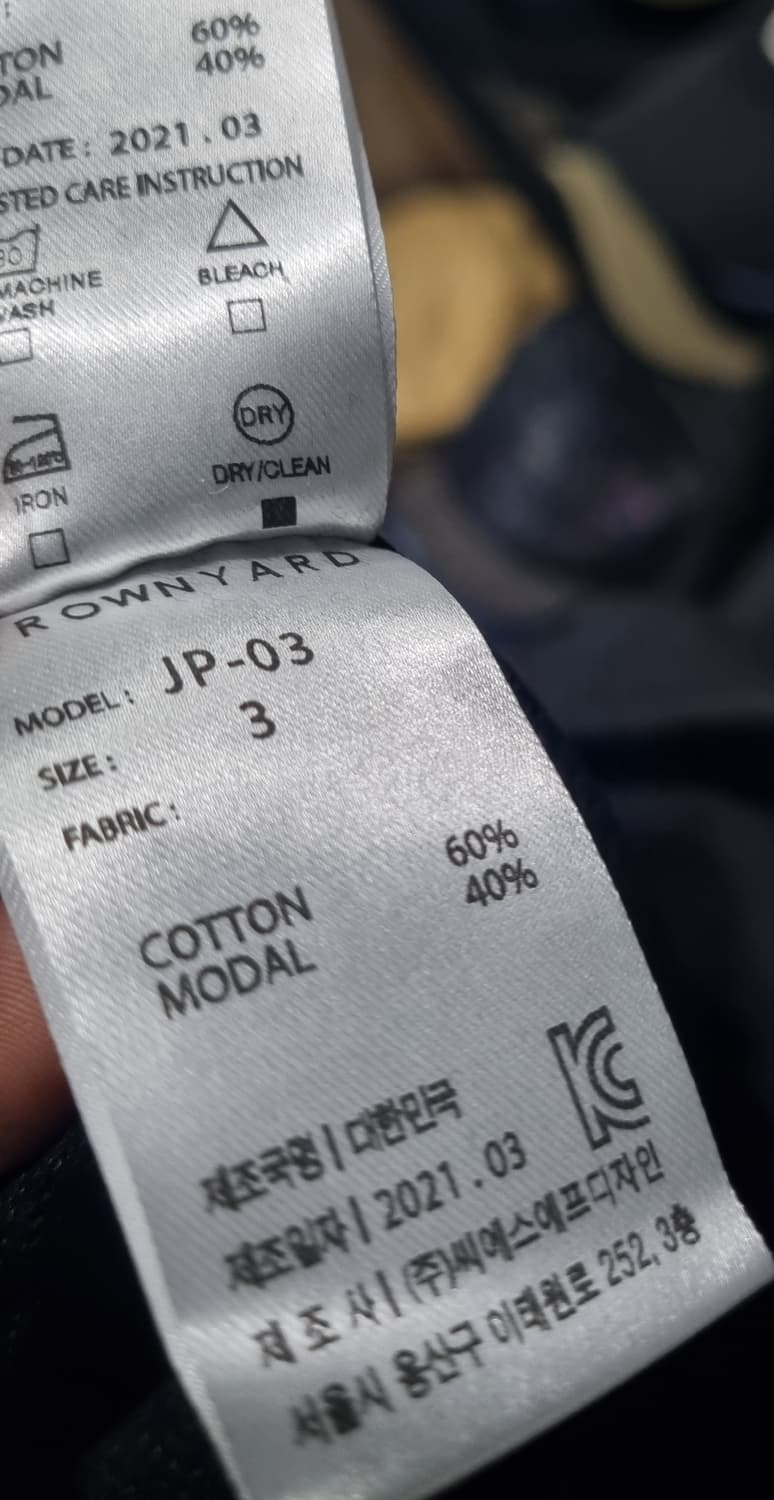 TON 60%
DAL 40%
DATE : 2021 . 03
STED CARE INSTRUCTION
30
MACHINE BLEACH
WASH
DRY
IRON DRY/CLEAN
ROWNYARD
MODEL : JP-03
SIZE : 3
FABRIC :
COTTON 60%
MODAL 40%
KC
제조국명 | 대한민국
제조일자 | 2021 . 03
제 조 사 | (주)씨에스에프디자인
서울시 용산구 이태원로 252, 3층